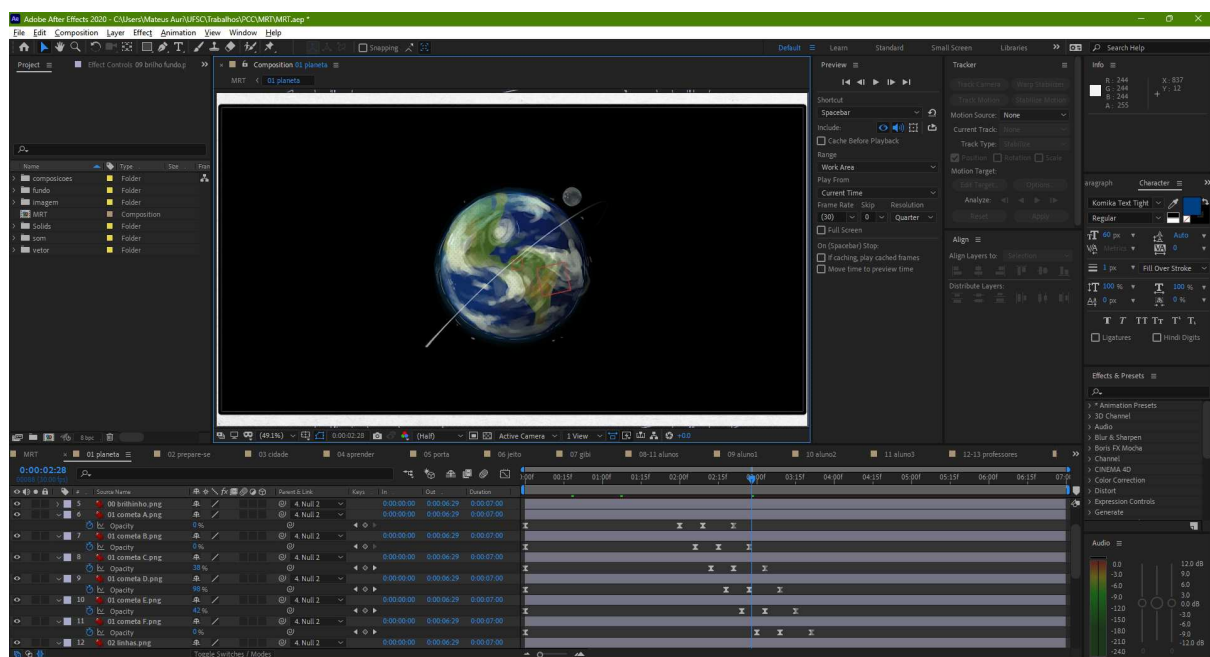 Adobe After Effects 2020 - C:\Users\Mateus Auri\UFSC\Trabalhos\PCC\MRT\MRT.aep *
File Edit Composition Layer Effect Animation View Window Help
Snapping
Default Learn Standard Small Screen Libraries Search Help
Project Effect Controls 09 brilho fundo.p
Composition 01 planeta
MRT 01 planeta
Name Type Size Fran
composicoes Folder
fundo Folder
imagem Folder
MRT Composition
Solids Folder
som Folder
vetor Folder
8 bpc
(49.1%) 0:00:02:28 (Half) Active Camera 1 View +0.0
Preview
Shortcut
Spacebar
Include:
Cache Before Playback
Range
Work Area
Play From
Current Time
Frame Rate Skip Resolution
(30) 0 Quarter
Full Screen
On (Spacebar) Stop:
If caching, play cached frames
Move time to preview time
Tracker
Track Camera Warp Stabilizer
Track Motion Stabilize Motion
Motion Source: None
Current Track: None
Track Type: Stabilize
Position Rotation Scale
Motion Target:
Edit Target... Options...
Analyze:
Reset Apply
Align
Align Layers to: Selection
Distribute Layers:
Info
R: 244
G: 244
B: 244
A: 255
X: 837
Y: 12
aragraph Character
Komika Text Tight
Regular
60 px Auto
Metrics 0
1 px Fill Over Stroke
100 % 100 %
0 px 0 %
T T TT Tt T' T,
Ligatures Hindi Digits
Effects & Presets
* Animation Presets
3D Channel
Audio
Blur & Sharpen
Boris FX Mocha
Channel
CINEMA 4D
Color Correction
Distort
Expression Controls
Generate
Audio
0.0
-3.0
-6.0
-9.0
-12.0
-15.0
-18.0
-21.0
-24.0
12.0 dB
9.0
6.0
3.0
0.0 dB
-3.0
-6.0
-9.0
-12.0 dB
MRT 01 planeta 02 prepare-se 03 cidade 04 aprender 05 porta 06 jeito 07 gibi 08-11 alunos 09 aluno1 10 aluno2 11 aluno3 12-13 professores
0:00:02:28
00088 (30.00 fps)
:00f 00:15f 01:00f 01:15f 02:00f 02:15f 03:00f 03:15f 04:00f 04:15f 05:00f 05:15f 06:00f 06:15f 07:0
# Source Name Parent & Link Keys In Out Duration
5 00 brilhinho.png 4. Null 2 0:00:00:00 0:00:06:29 0:00:07:00
6 01 cometa A.png 4. Null 2 0:00:00:00 0:00:06:29 0:00:07:00
Opacity 0 %
7 01 cometa B.png 4. Null 2 0:00:00:00 0:00:06:29 0:00:07:00
Opacity 0 %
8 01 cometa C.png 4. Null 2 0:00:00:00 0:00:06:29 0:00:07:00
Opacity 38 %
9 01 cometa D.png 4. Null 2 0:00:00:00 0:00:06:29 0:00:07:00
Opacity 98 %
10 01 cometa E.png 4. Null 2 0:00:00:00 0:00:06:29 0:00:07:00
Opacity 42 %
11 01 cometa F.png 4. Null 2 0:00:00:00 0:00:06:29 0:00:07:00
Opacity 0 %
12 02 linhas.png 4. Null 2 0:00:00:00 0:00:06:29 0:00:07:00
Toggle Switches / Modes